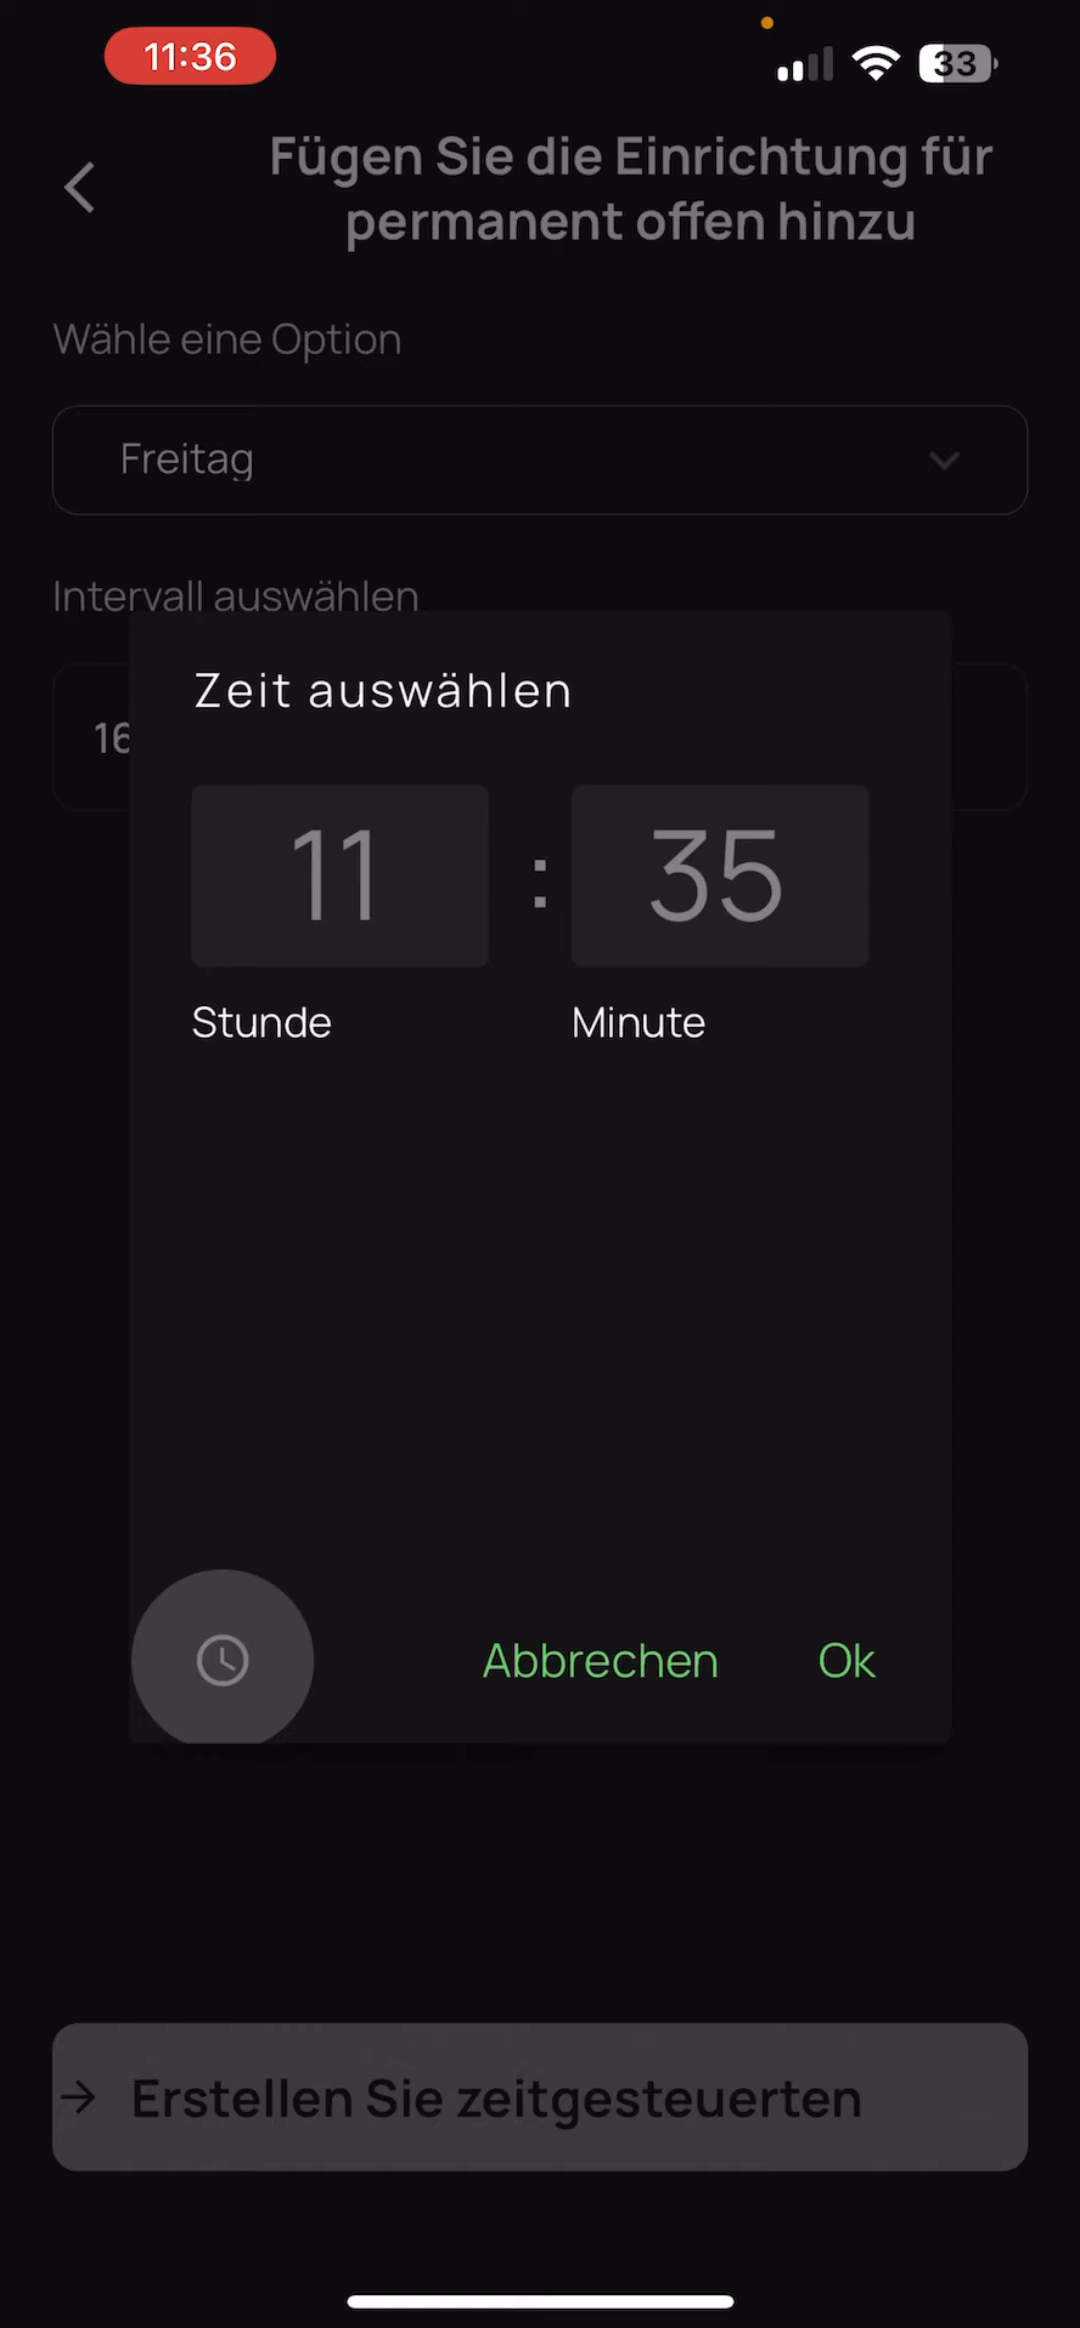 11:36
33
Fügen Sie die Einrichtung für
permanent offen hinzu
Wähle eine Option
Freitag
Intervall auswählen
Zeit auswählen
16
11 : 35
Stunde Minute
Abbrechen Ok
Erstellen Sie zeitgesteuerten